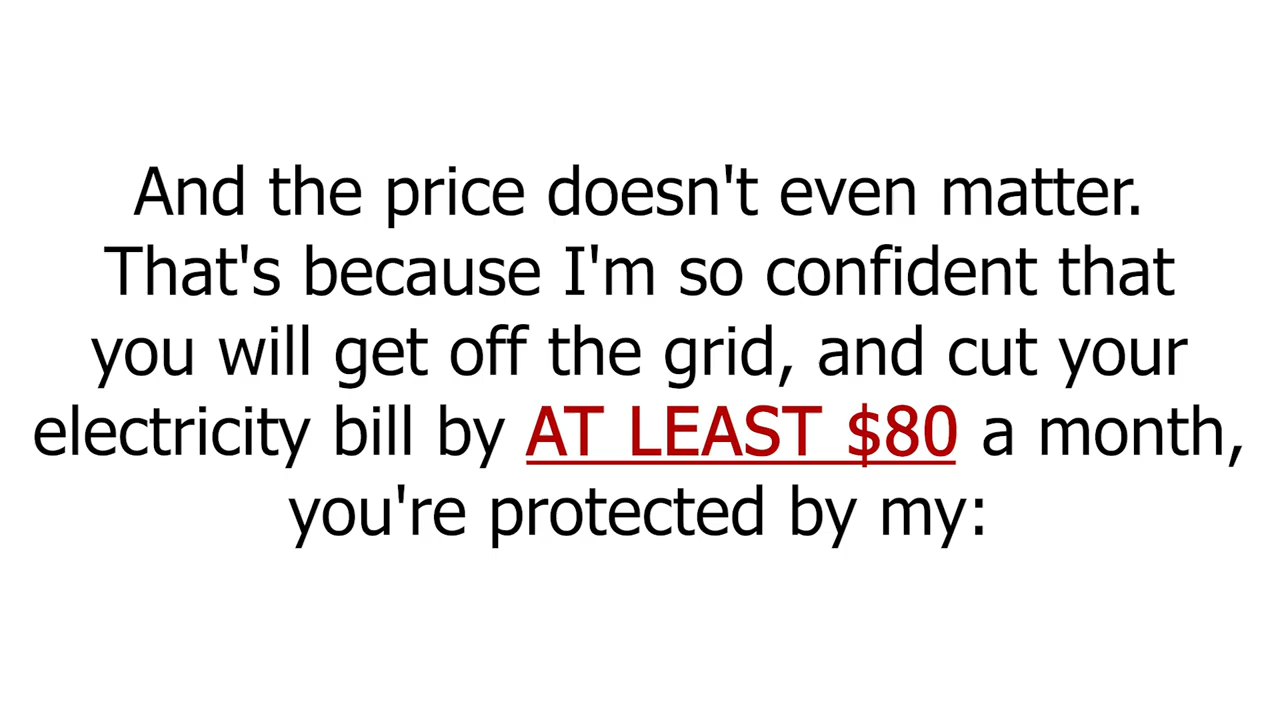 And the price doesn't even matter.
That's because I'm so confident that
you will get off the grid, and cut your
electricity bill by AT LEAST $80 a month,
you're protected by my: